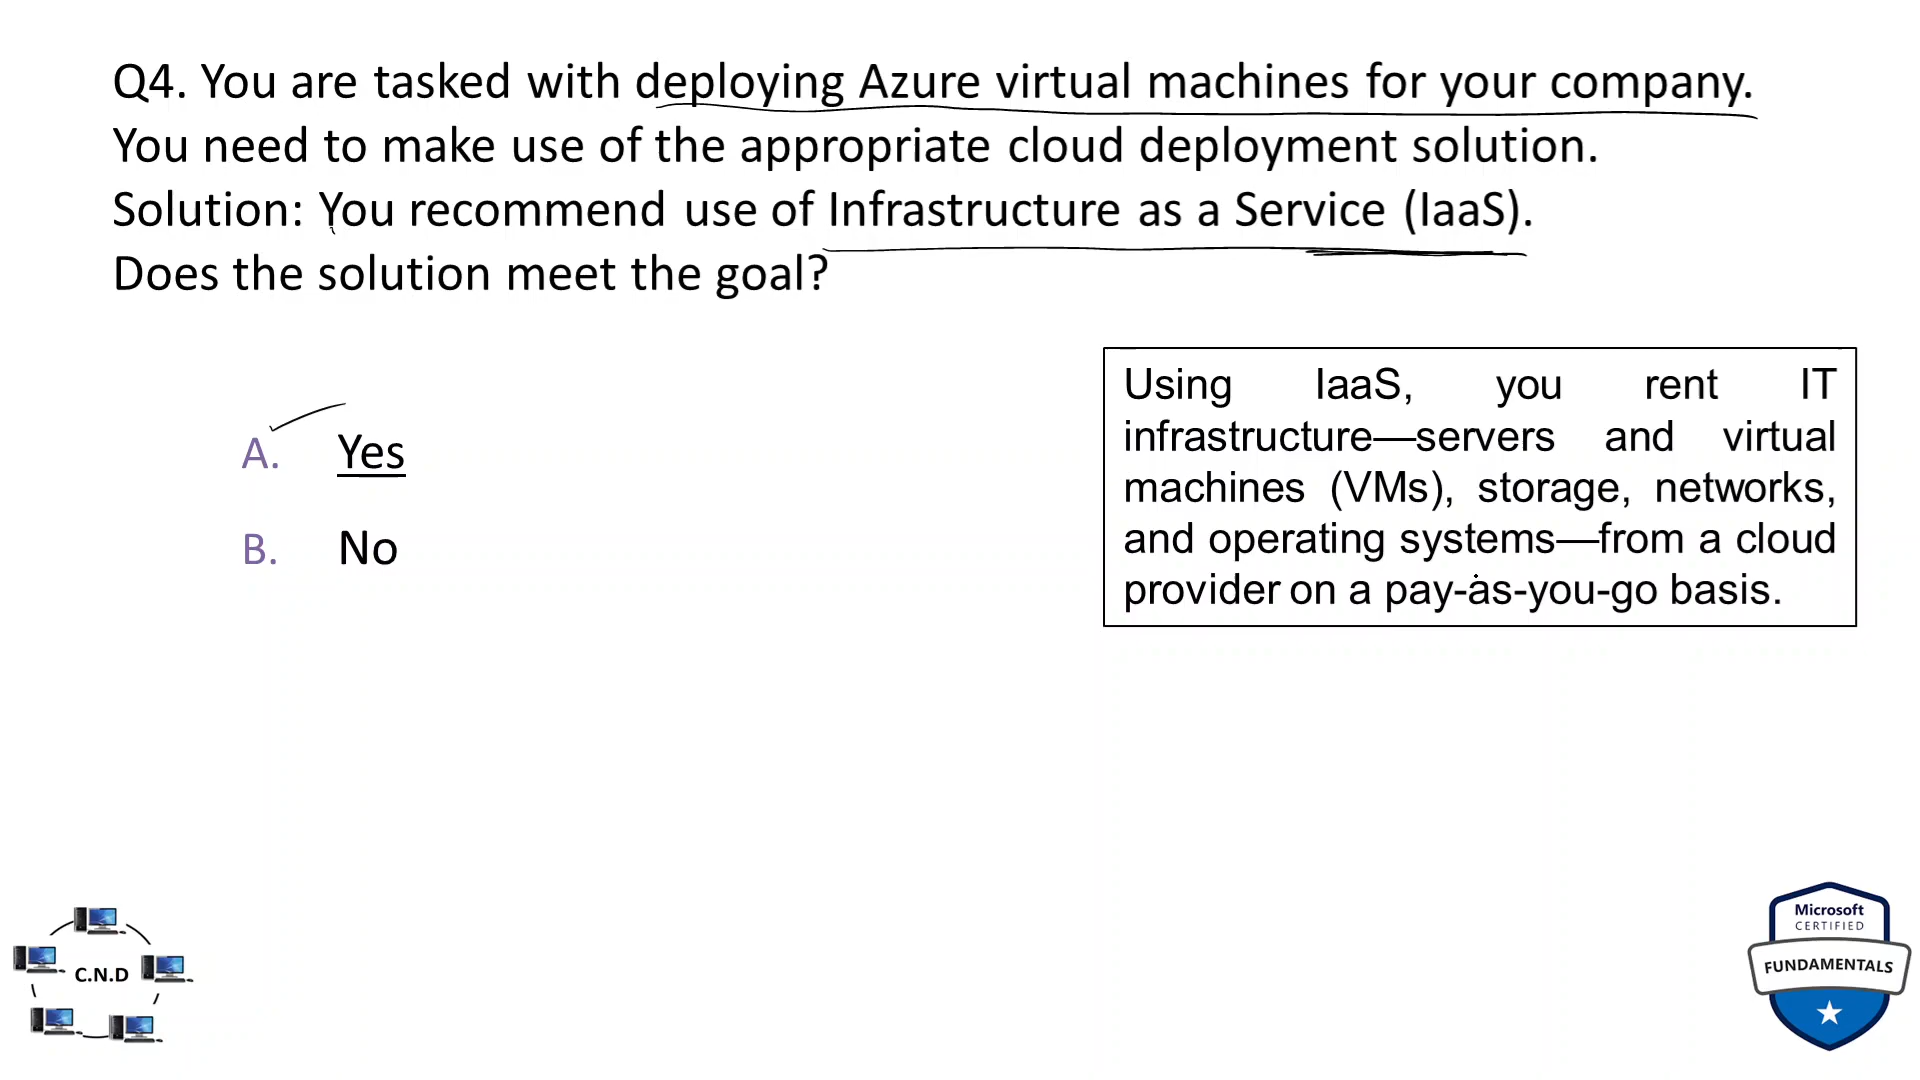 Q4. You are tasked with deploying Azure virtual machines for your company.
You need to make use of the appropriate cloud deployment solution.
Solution: You recommend use of Infrastructure as a Service (IaaS).
Does the solution meet the goal?
A. Yes
B. No
Using IaaS, you rent IT
infrastructure—servers and virtual
machines (VMs), storage, networks,
and operating systems—from a cloud
provider on a pay-as-you-go basis.
C.N.D
Microsoft
CERTIFIED
FUNDAMENTALS